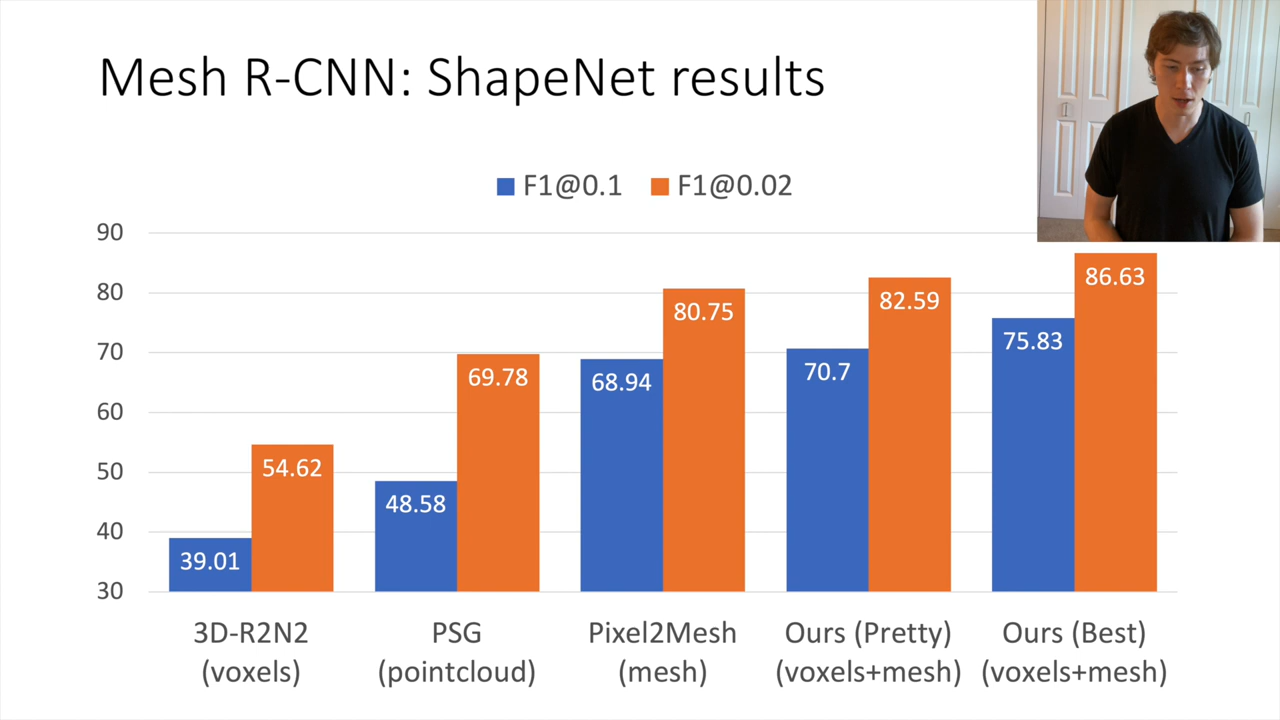 Mesh R-CNN: ShapeNet results
F1@0.1 F1@0.02
90
80
70
60
50
40
30
39.01
54.62
48.58
69.78
68.94
80.75
70.7
82.59
75.83
86.63
3D-R2N2
(voxels)
PSG
(pointcloud)
Pixel2Mesh
(mesh)
Ours (Pretty)
(voxels+mesh)
Ours (Best)
(voxels+mesh)